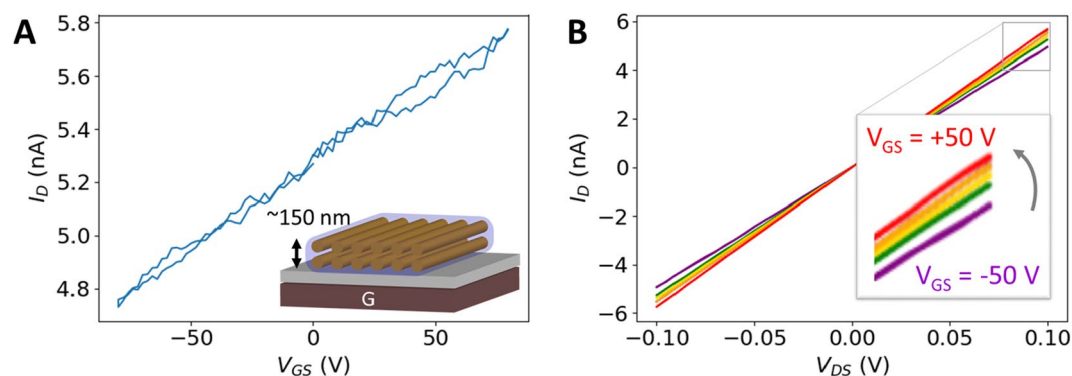 A
5.8
5.6
5.4
5.2
5.0
4.8
I_D (nA)
−50
0
50
V_GS (V)
~150 nm
G
B
6
4
2
0
−2
−4
−6
I_D (nA)
−0.10
−0.05
0.00
0.05
0.10
V_DS (V)
V_GS = +50 V
V_GS = -50 V